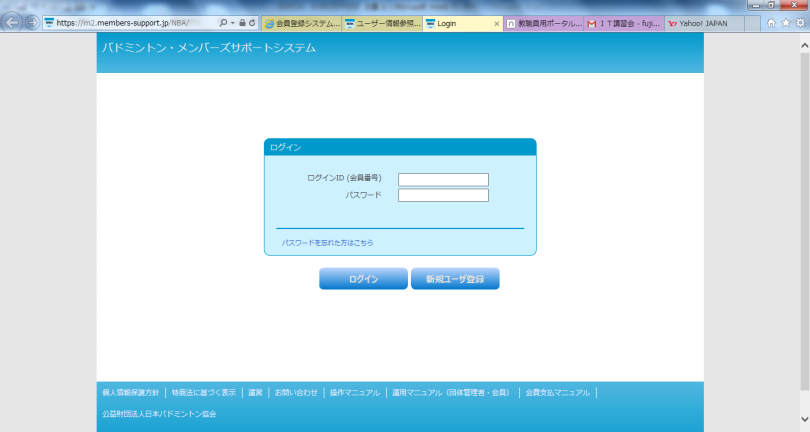 https://m2.members-support.jp/NBA/
会員登録システム...
ユーザー情報参照...
Login
教職員用ポータル...
IT講習会 - fuji...
Yahoo! JAPAN
バドミントン・メンバーズサポートシステム
ログイン
ログインID (会員番号)
パスワード
パスワードを忘れた方はこちら
ログイン 新規ユーザ登録
個人情報保護方針 | 特商法に基づく表示 | 運営 | お問い合わせ | 操作マニュアル | 運用マニュアル（団体管理者・会員） | 会費支払マニュアル |
公益財団法人日本バドミントン協会